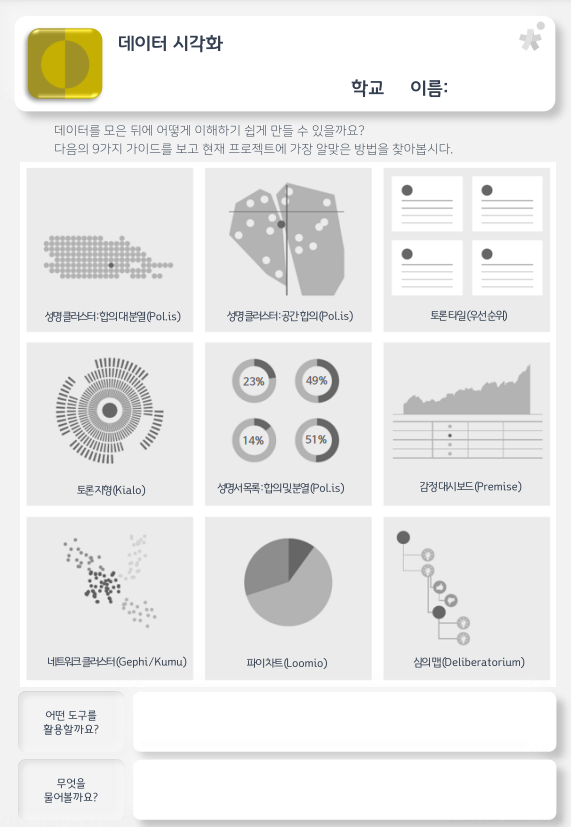 데이터 시각화
학교 이름:
데이터를 모은 뒤에 어떻게 이해하기 쉽게 만들 수 있을까요?
다음의 9가지 가이드를 보고 현재 프로젝트에 가장 알맞은 방법을 찾아봅시다.
성명 클러스터: 합의 대 분열 (Pol.is)
성명 클러스터: 공간 합의 (Pol.is)
토론 타일 (우선 순위)
토론 지형 (Kialo)
23%
49%
14%
51%
성명서 목록: 합의 및 분열 (Pol.is)
감정 대시보드 (Premise)
네트워크 클러스터 (Gephi/Kumu)
파이 차트 (Loomio)
심의 맵 (Deliberatorium)
어떤 도구를
활용할까요?
무엇을
물어볼까요?